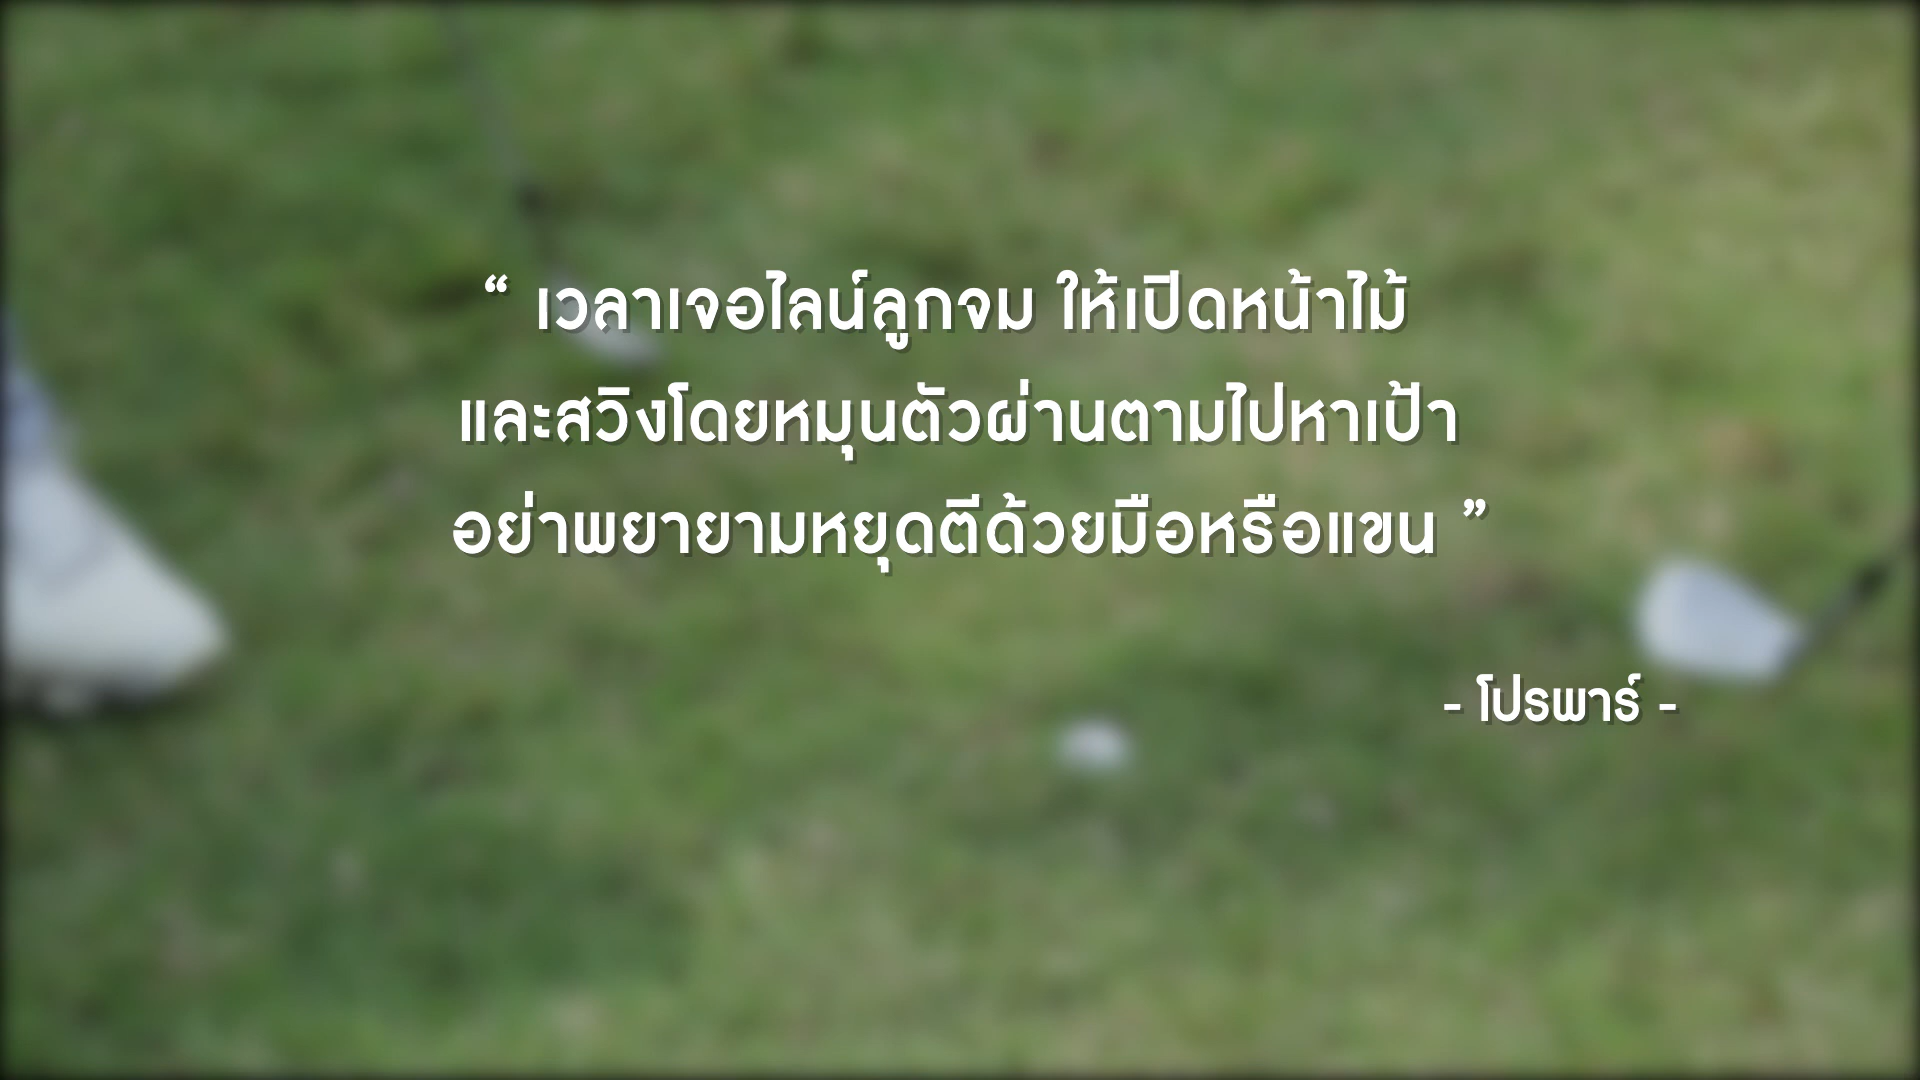 “ เวลาเจอไลน์ลูกจม ให้เปิดหน้าไม้
และสวิงโดยหมุนตัวผ่านตามไปหาเป้า
อย่าพยายามหยุดตีด้วยมือหรือแขน ”
- โปรพาร์ -